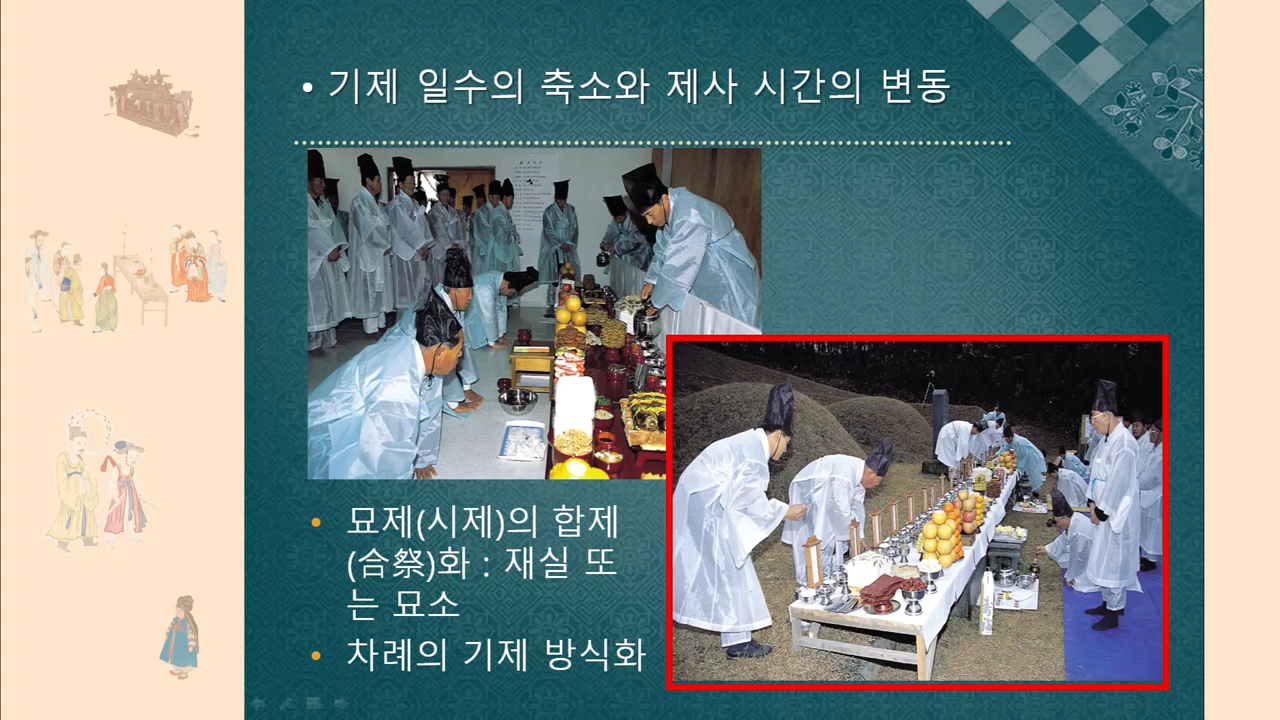 • 기제 일수의 축소와 제사 시간의 변동
• 묘제(시제)의 합제
(合祭)화 : 재실 또
는 묘소
• 차례의 기제 방식화